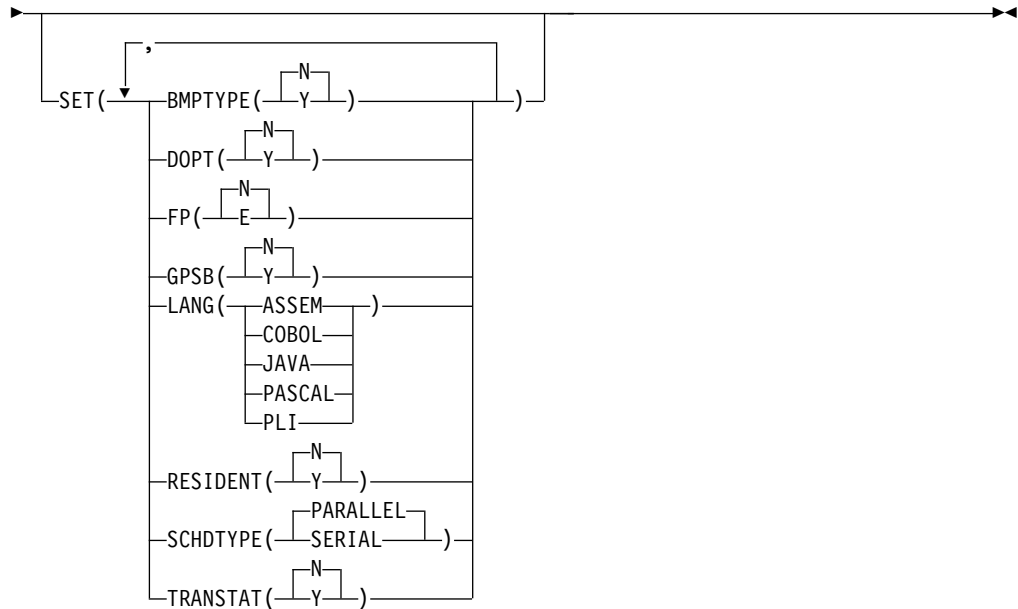 ,
N
SET( BMPTYPE( Y ) )
N
DOPT( Y )
N
FP( E )
N
GPSB( Y )
LANG( ASSEM )
COBOL
JAVA
PASCAL
PLI
N
RESIDENT( Y )
PARALLEL
SCHDTYPE( SERIAL )
N
TRANSTAT( Y )